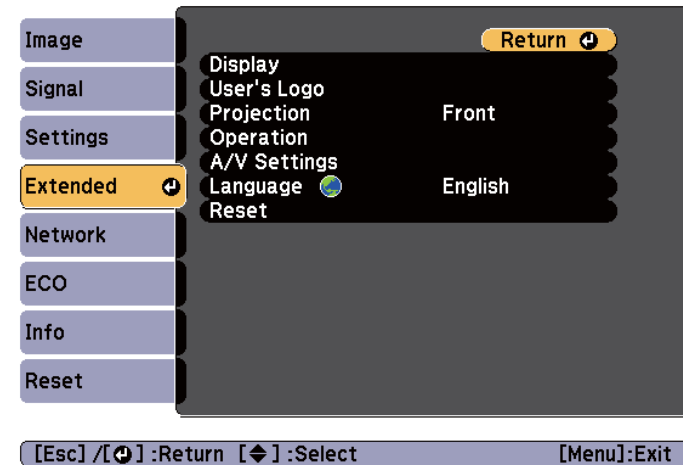 Image
Signal
Settings
Extended
Network
ECO
Info
Reset
Return
Display
User's Logo
Projection Front
Operation
A/V Settings
Language English
Reset
[Esc] /[ ] :Return [ ] :Select [Menu]:Exit